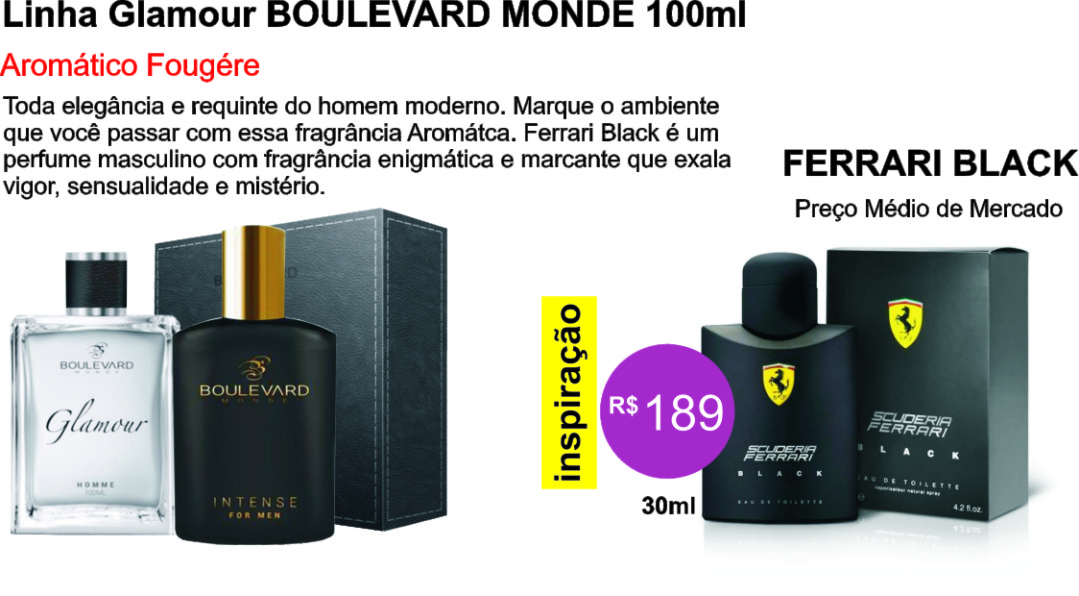 Linha Glamour BOULEVARD MONDE 100ml
Aromático Fougére
Toda elegância e requinte do homem moderno. Marque o ambiente
que você passar com essa fragrância Aromátca. Ferrari Black é um
perfume masculino com fragrância enigmática e marcante que exala
vigor, sensualidade e mistério.
FERRARI BLACK
Preço Médio de Mercado
BOULEVARD
MONDE
Glamour
HOMME
100ML
BOULEVARD
MONDE
INTENSE
FOR MEN
inspiração
R$ 189
30ml
SCUDERIA
FERRARI
BLACK
EAU DE TOILETTE
SCUDERIA
FERRARI
BLACK
EAU DE TOILETTE
vaporisateur natural spray
4.2 fl.oz.